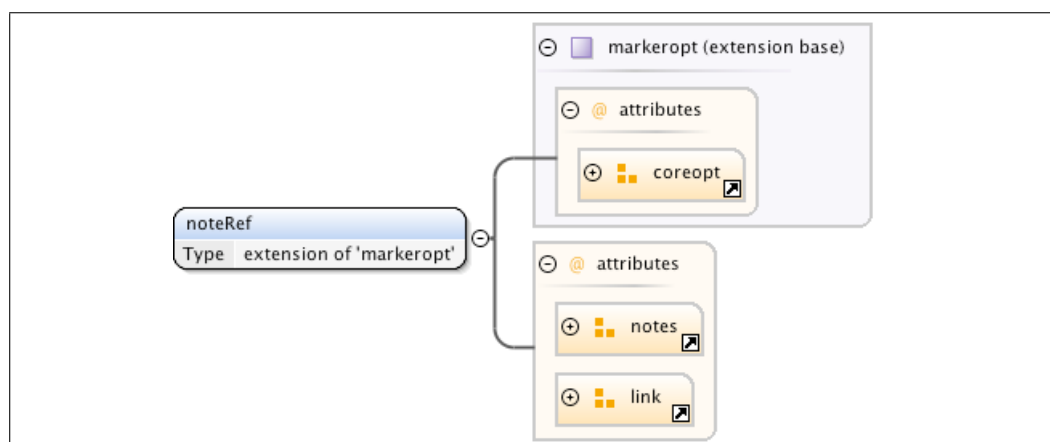 markeropt (extension base)
@ attributes
coreopt
noteRef
Type extension of 'markeropt'
@ attributes
notes
link